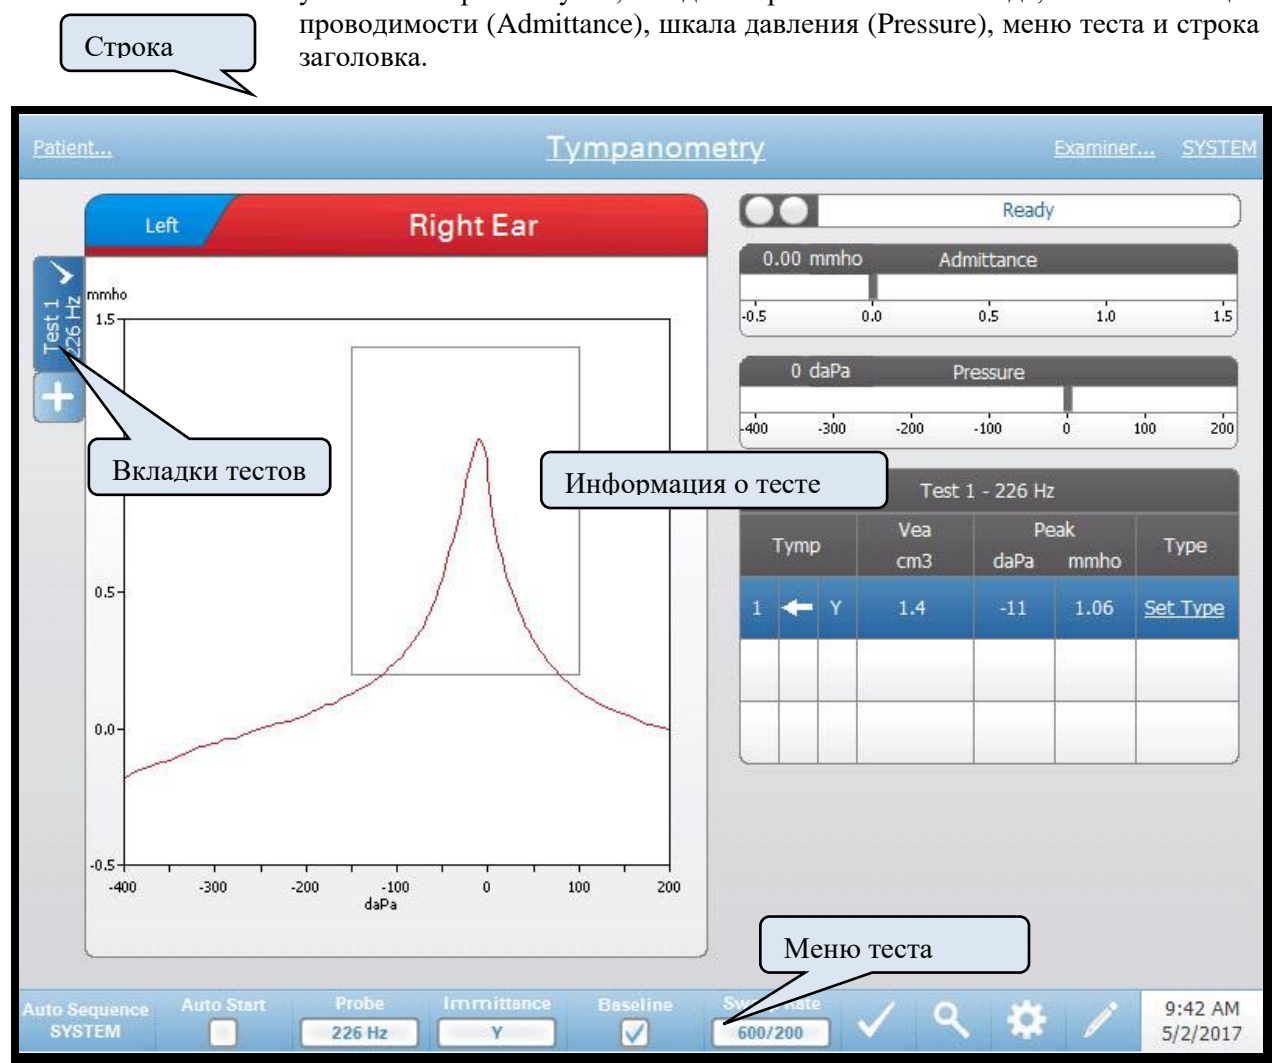 проводимости (Admittance), шкала давления (Pressure), меню теста и строка
заголовка.
Строка
Patient...
Tympanometry
Examiner...
SYSTEM
Left
Right Ear
Test 1
226 Hz
+
mmho
1.5
0.5
0.0
-0.5
-400 -300 -200 -100 0 100 200
daPa
Вкладки тестов
Информация о тесте
Ready
0.00 mmho Admittance
-0.5 0.0 0.5 1.0 1.5
0 daPa Pressure
-400 -300 -200 -100 0 100 200
Test 1 - 226 Hz
Tymp Vea Peak Type
cm3 daPa mmho
1 Y 1.4 -11 1.06 Set Type
Меню теста
Auto Sequence
SYSTEM
Auto Start
Probe
226 Hz
Immittance
Y
Baseline
600/200
9:42 AM
5/2/2017